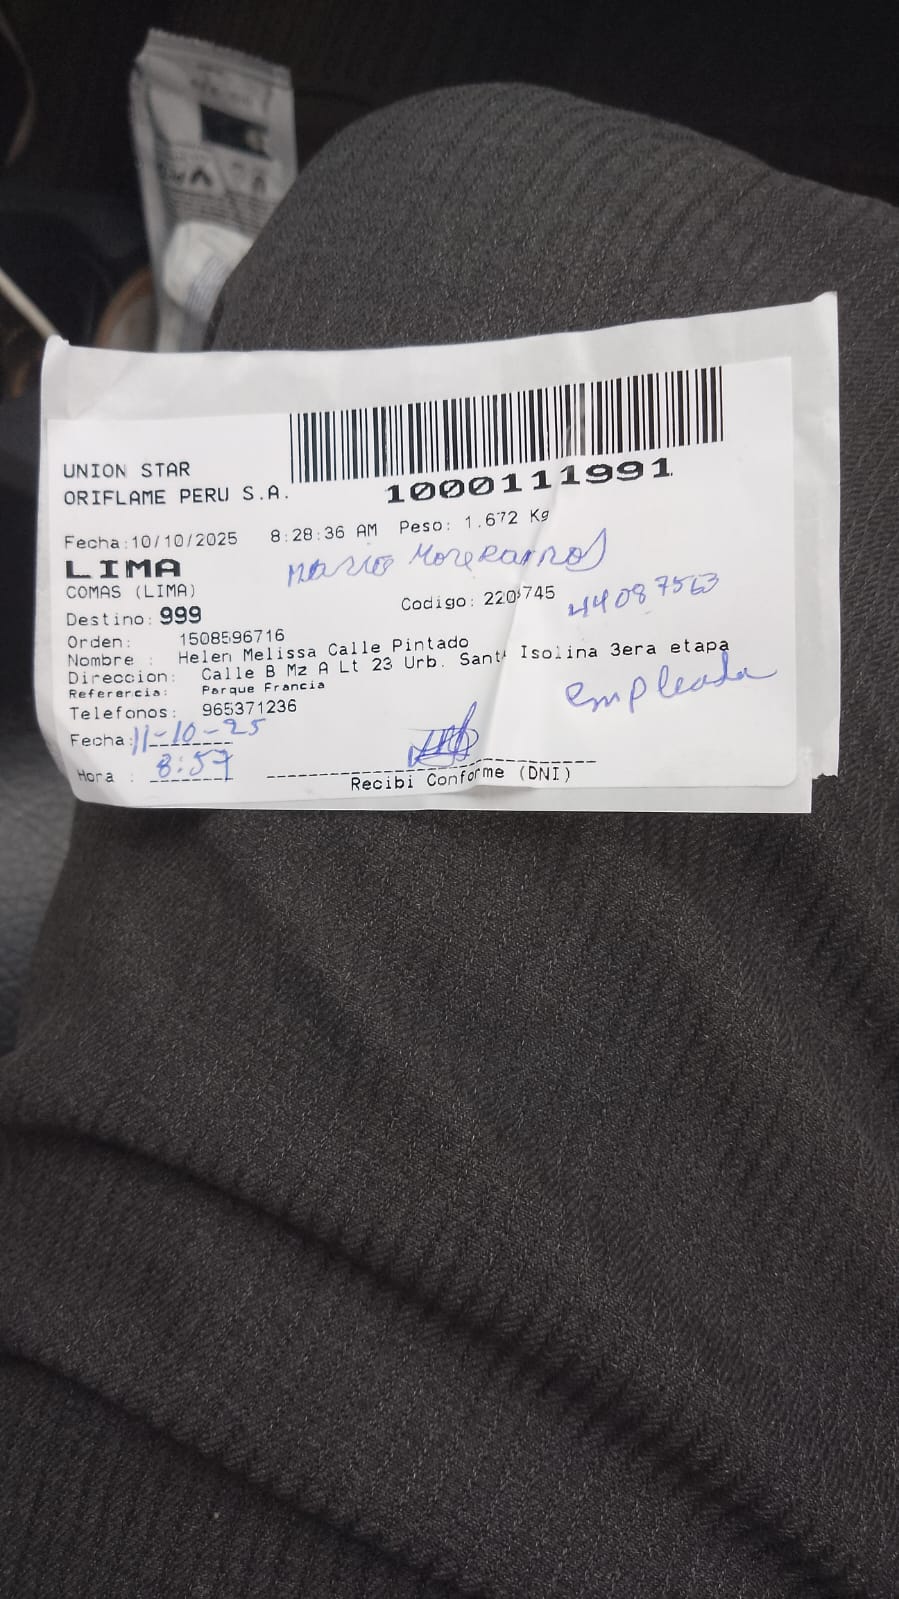 UNION STAR
ORIFLAME PERU S.A.
1000111991
Fecha:10/10/2025 8:28:36 AM Peso: 1.672 Kg
LIMA
COMAS (LIMA)
Destino: 999 Codigo: 220745 44087563
Orden: 1508596716
Nombre : Helen Melissa Calle Pintado
Direccion: Calle B Mz A Lt 23 Urb. Sant Isolina 3era etapa
Referencia: Parque Francia
Telefonos: 965371236 empleada
Fecha: 11-10-25
Hora : 8:57
Recibi Conforme (DNI)